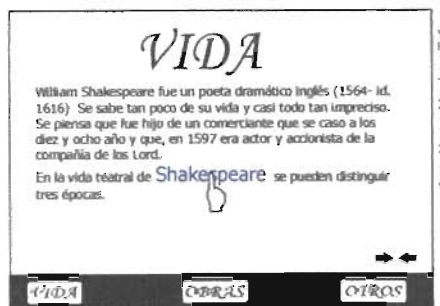 VIDA
William Shakespeare fue un poeta dramático inglés (1564- id.
1616) Se sabe tan poco de su vida y casi todo tan impreciso.
Se piensa que fue hijo de un comerciante que se caso a los
diez y ocho año y que, en 1597 era actor y accionista de la
compañía de los Lord.
En la vida teatral de Shakespeare se pueden distinguir
tres épocas.
VIDA OBRAS OTROS